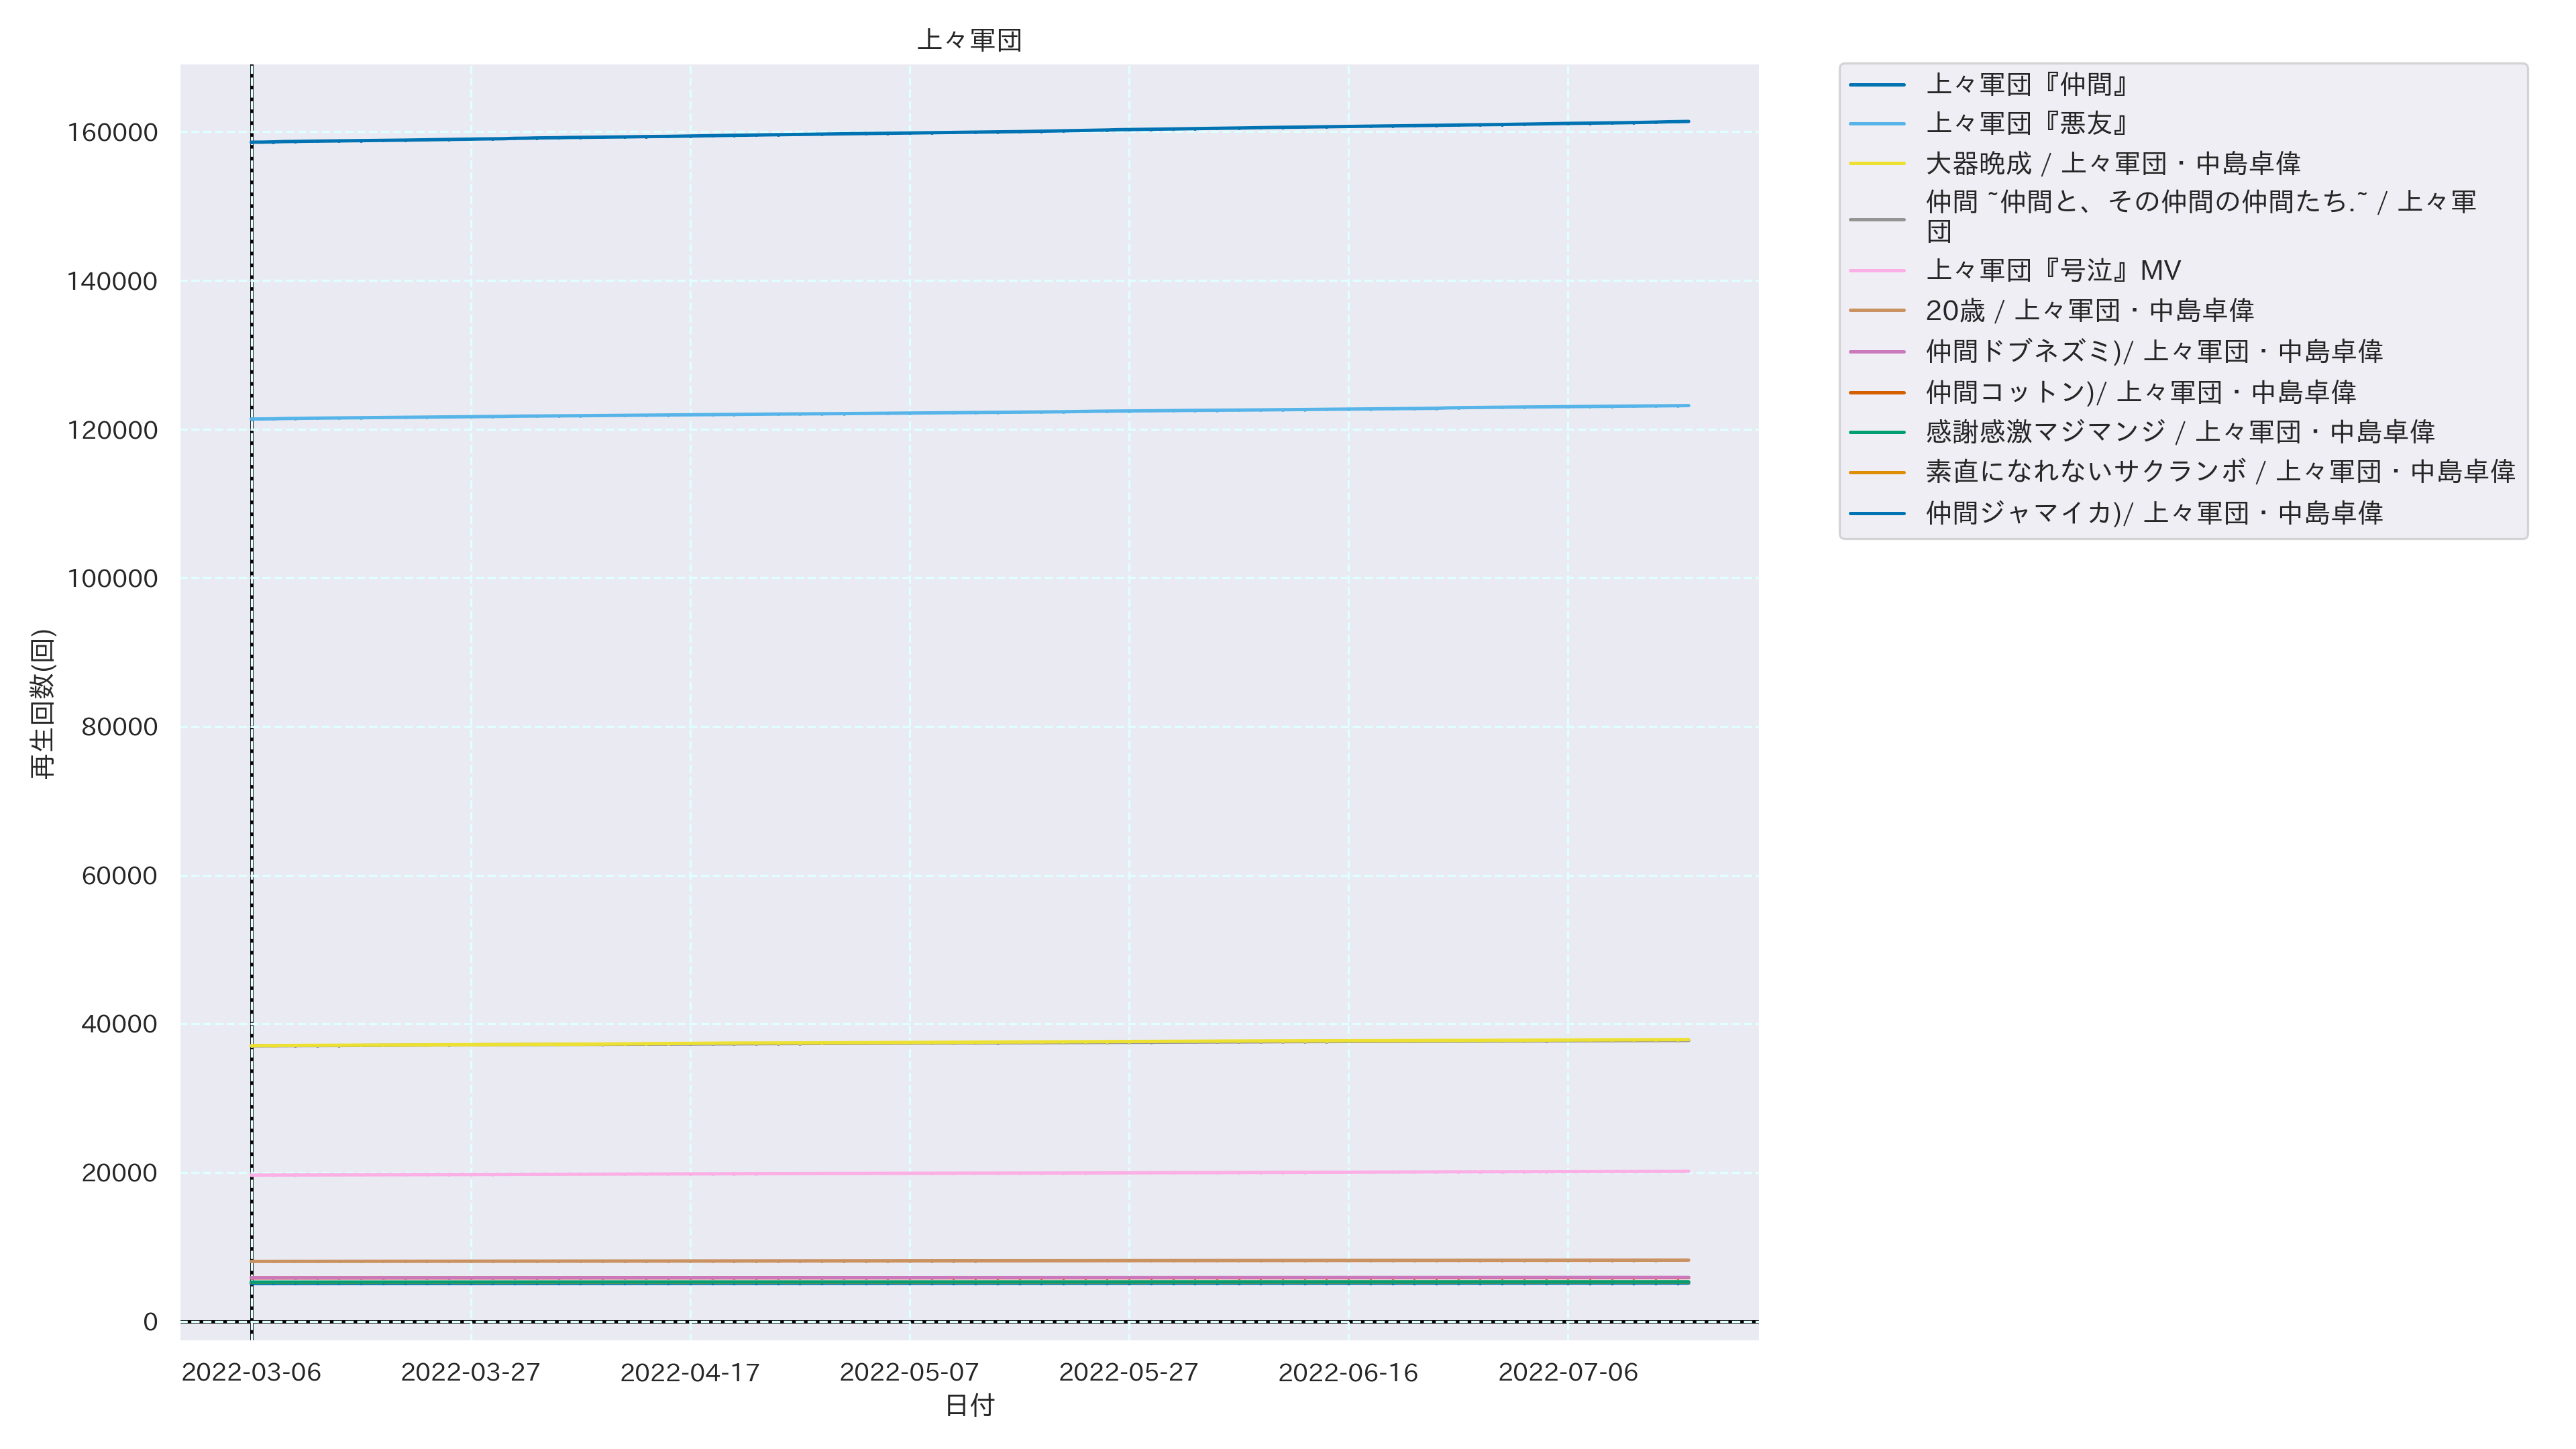 上々軍団
160000
140000
120000
100000
80000
60000
40000
20000
0
再生回数(回)
2022-03-06
2022-03-27
2022-04-17
2022-05-07
2022-05-27
2022-06-16
2022-07-06
日付
上々軍団『仲間』
上々軍団『悪友』
大器晩成 / 上々軍団・中島卓偉
仲間 ~仲間と、その仲間の仲間たち.~ / 上々軍
団
上々軍団『号泣』MV
20歳 / 上々軍団・中島卓偉
仲間ドブネズミ)/ 上々軍団・中島卓偉
仲間コットン)/ 上々軍団・中島卓偉
感謝感激マジマンジ / 上々軍団・中島卓偉
素直になれないサクランボ / 上々軍団・中島卓偉
仲間ジャマイカ)/ 上々軍団・中島卓偉